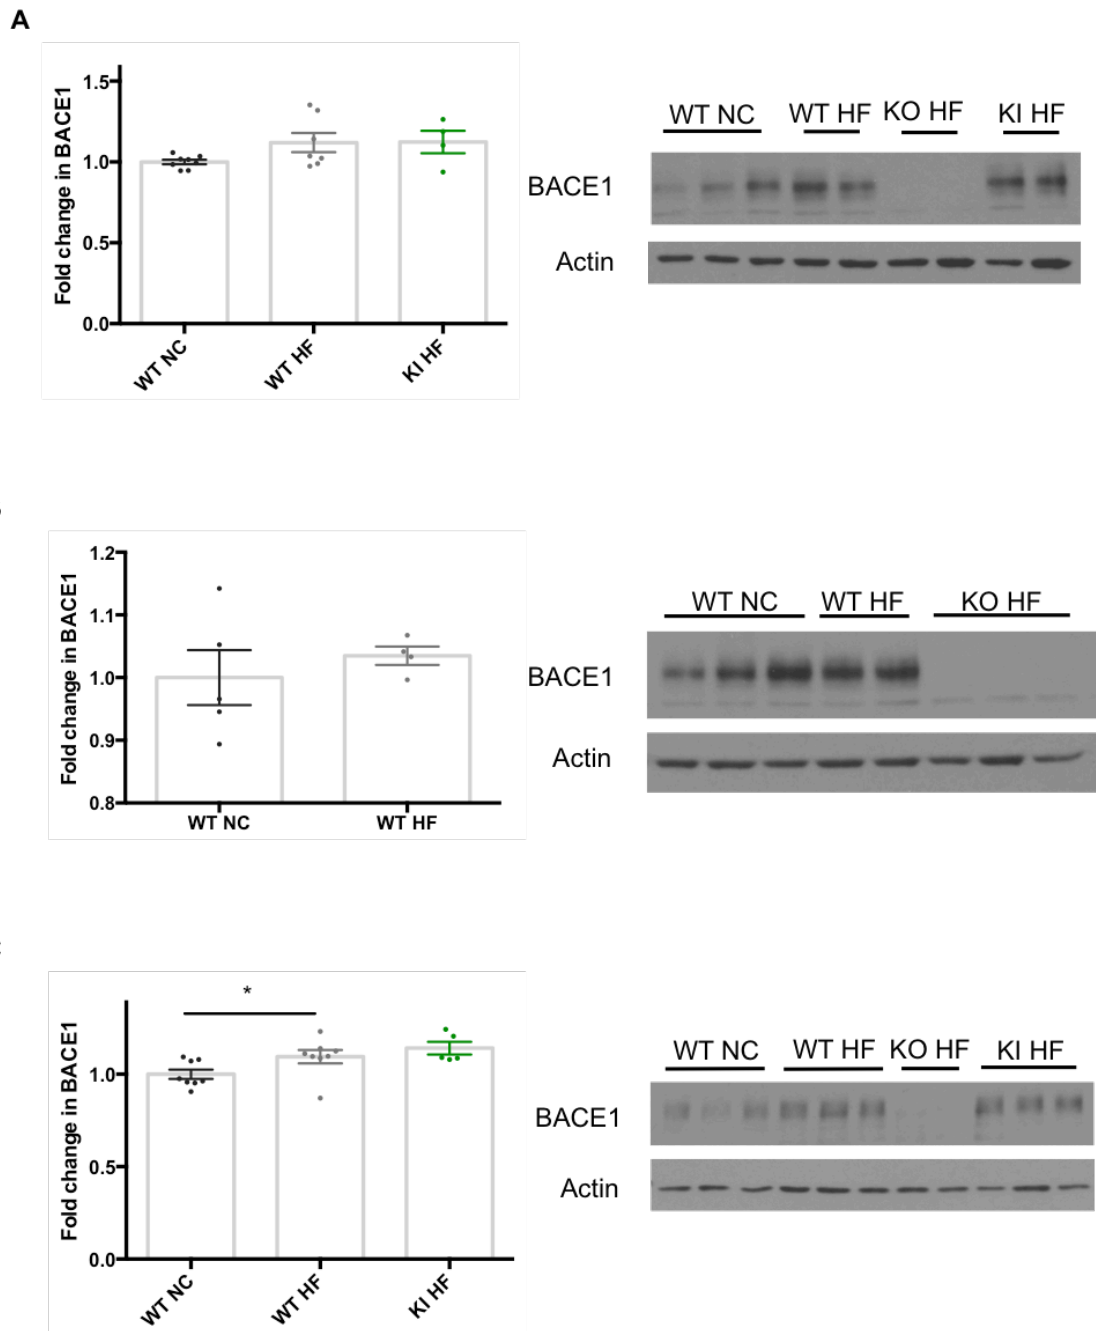 A
Fold change in BACE1
1.5
1.0
0.5
0.0
WT NC
WT HF
KI HF
WT NC WT HF KO HF KI HF
BACE1
Actin
Fold change in BACE1
1.2
1.1
1.0
0.9
0.8
WT NC WT HF
WT NC WT HF KO HF
BACE1
Actin
Fold change in BACE1
*
1.0
0.5
0.0
WT NC
WT HF
KI HF
WT NC WT HF KO HF KI HF
BACE1
Actin